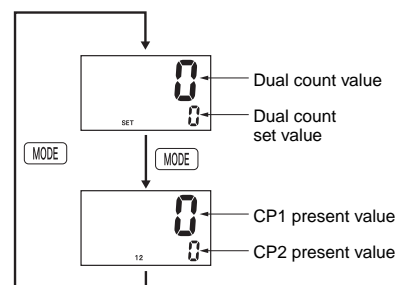 0
Dual count value
SET 0
Dual count
set value
MODE
MODE
0
CP1 present value
12 0
CP2 present value